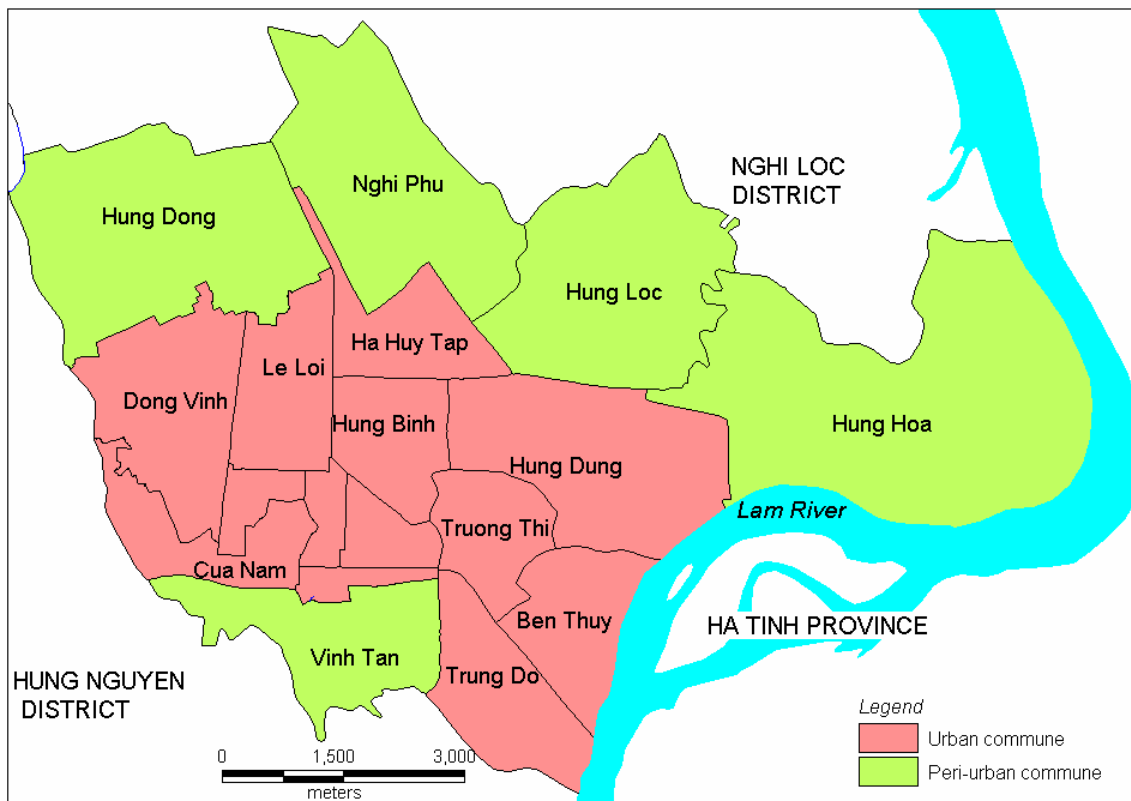 NGHI LOC
DISTRICT
Nghi Phu
Hung Dong
Hung Loc
Ha Huy Tap
Le Loi
Dong Vinh
Hung Binh
Hung Hoa
Hung Dung
Lam River
Truong Thi
Cua Nam
Ben Thuy
HA TINH PROVINCE
Vinh Tan
Trung Do
HUNG NGUYEN
DISTRICT
Legend
Urban commune
Peri-urban commune
0 1,500 3,000
meters